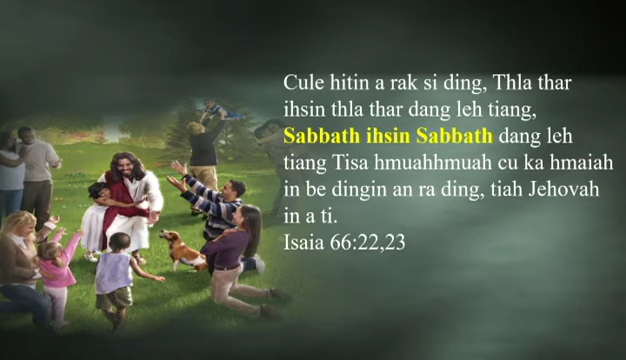 Cule hitin a rak si ding, Thla thar
ihsin thla thar dang leh tiang,
Sabbath ihsin Sabbath dang leh
tiang Tisa hmuahhmuah cu ka hmaiah
in be dingin an ra ding, tiah Jehovah
in a ti.
Isaia 66:22,23